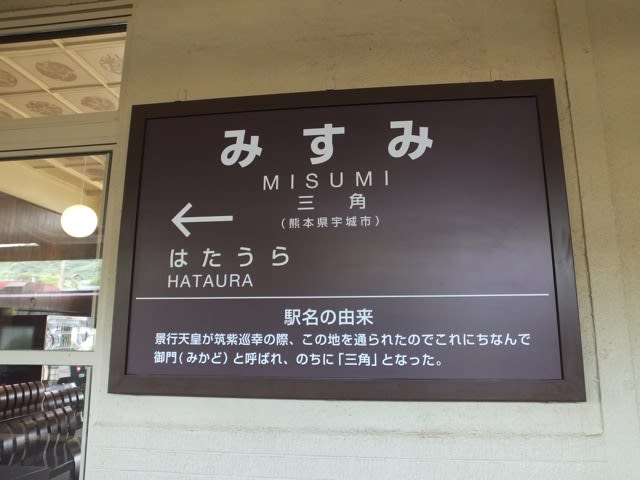 みすみ
MISUMI
三角
(熊本県宇城市)
←
はたうら
HATAURA
駅名の由来
景行天皇が筑紫巡幸の際、この地を通られたのでこれにちなんで
御門(みかど)と呼ばれ、のちに「三角」となった。